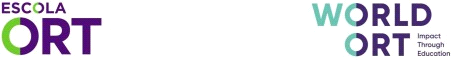 ESCOLA
ORT
WORLD
ORT
Impact
Through
Education